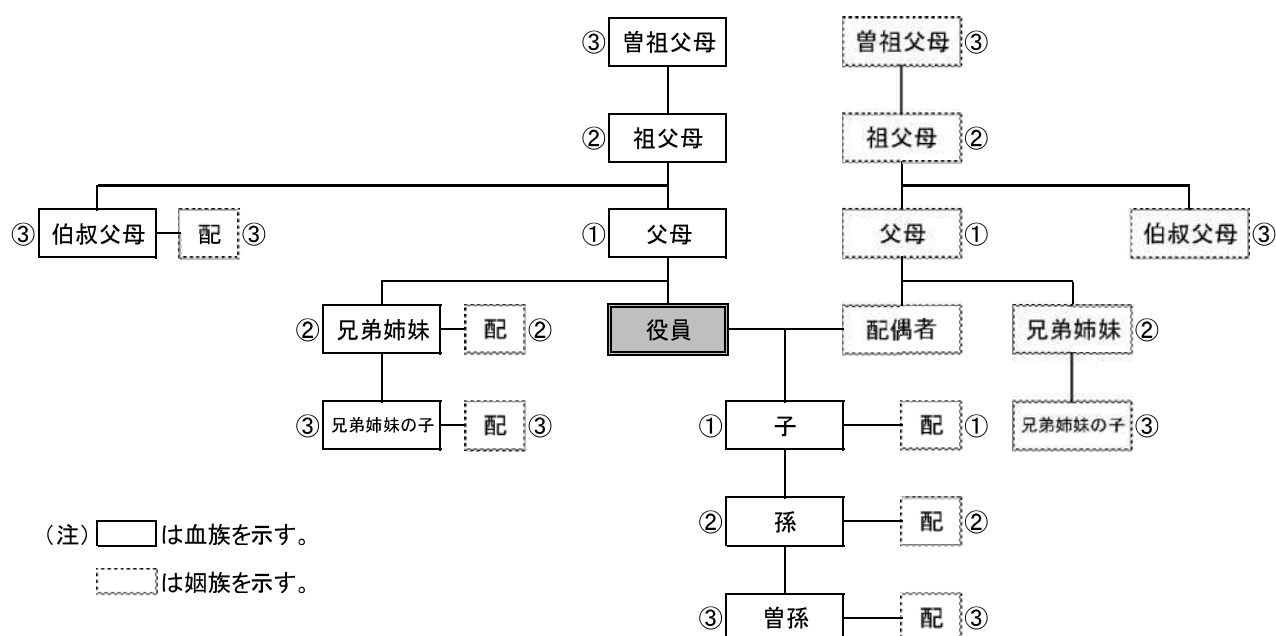 ③ 曽祖父母 曽祖父母 ③
② 祖父母 祖父母 ②
③ 伯叔父母 配 ③ ① 父母 父母 ① 伯叔父母 ③
② 兄弟姉妹 配 ② 役員 配偶者 兄弟姉妹 ②
③ 兄弟姉妹の子 配 ③ ① 子 配 ① 兄弟姉妹の子 ③
② 孫 配 ②
③ 曽孫 配 ③
（注） は血族を示す。
は姻族を示す。